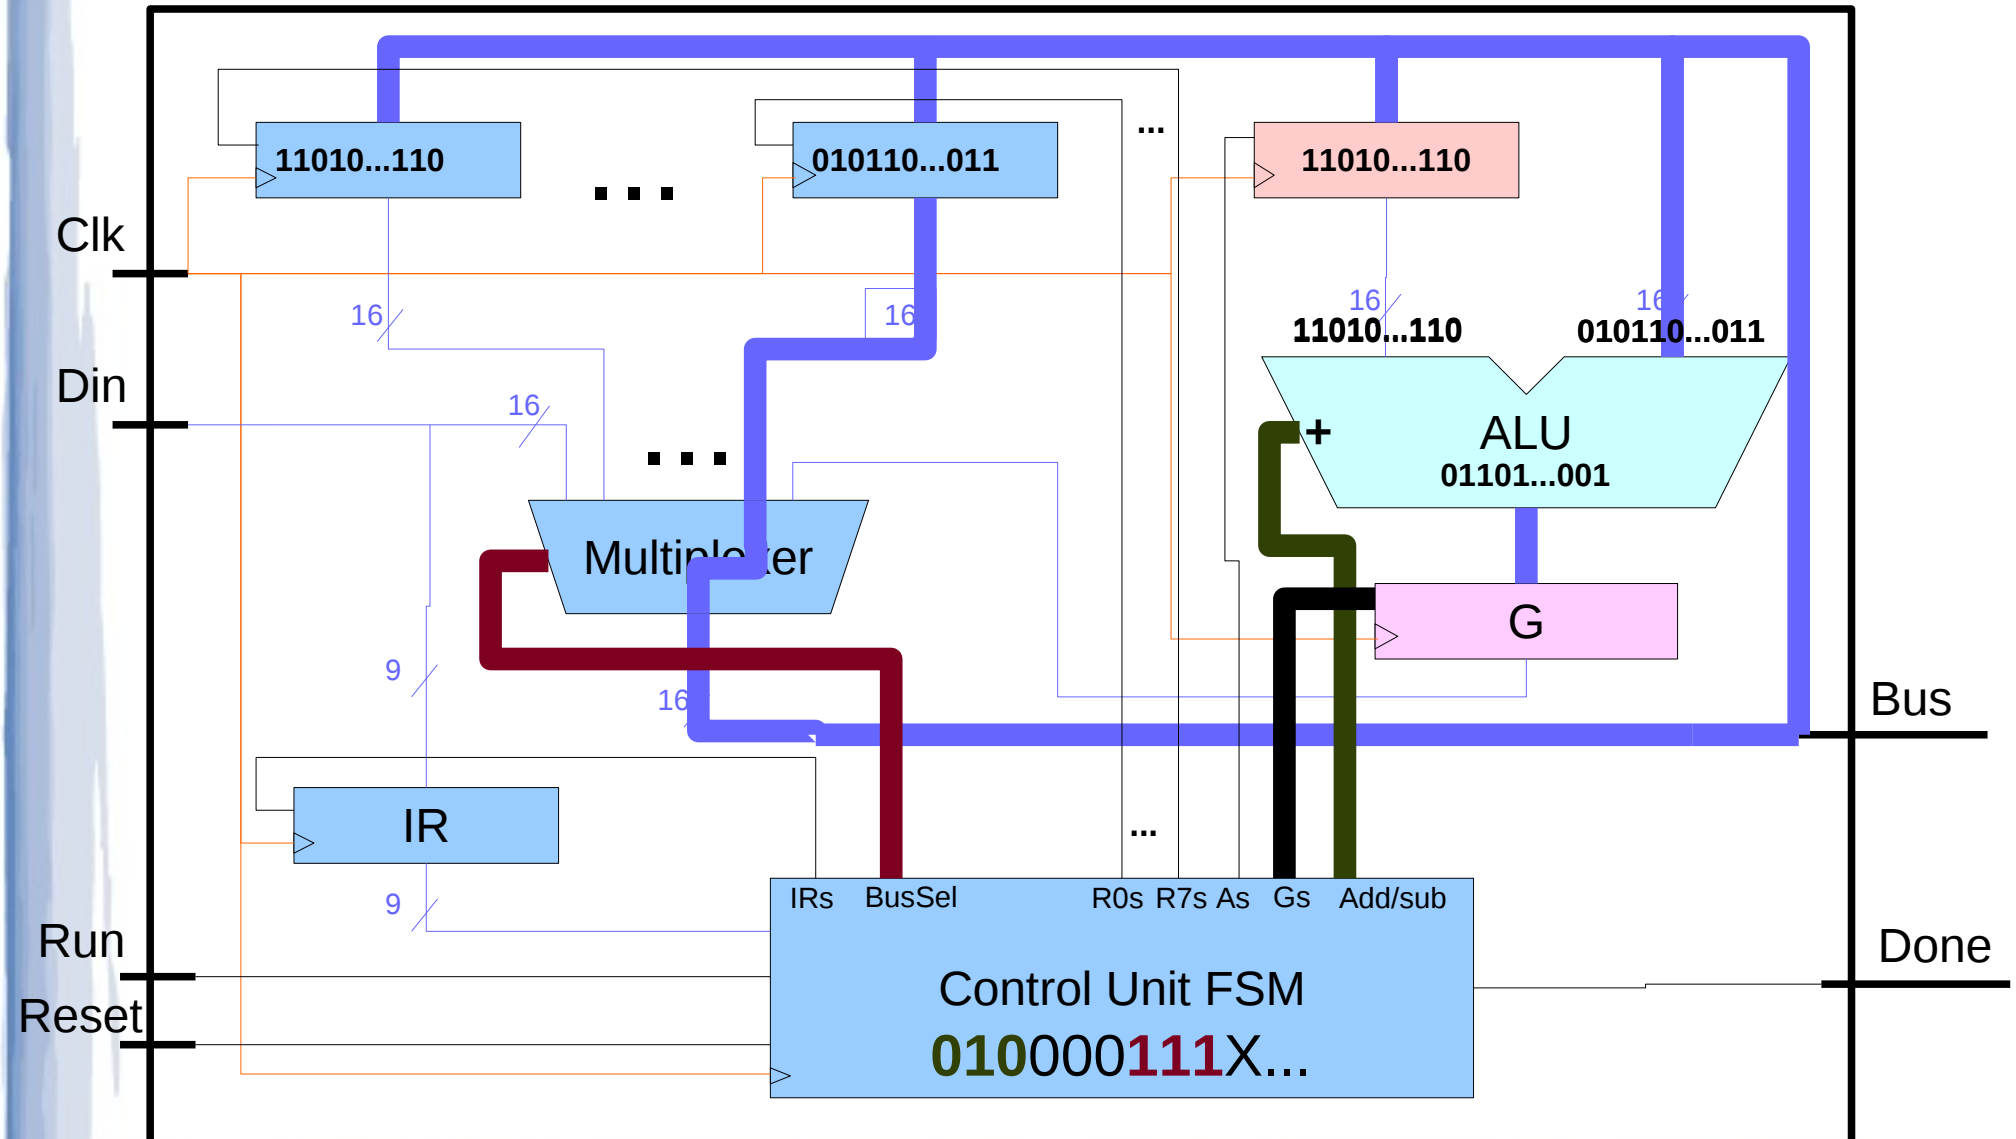 ...
11010...110
010110...011
11010...110
...
Clk
16
16
16
16
11010...110
010110...011
Din
16
...
+
ALU
01101...001
Multiplexer
G
9
16
Bus
IR
...
IRs BusSel R0s R7s As Gs Add/sub
9
Run
Done
Control Unit FSM
Reset
010000111X...